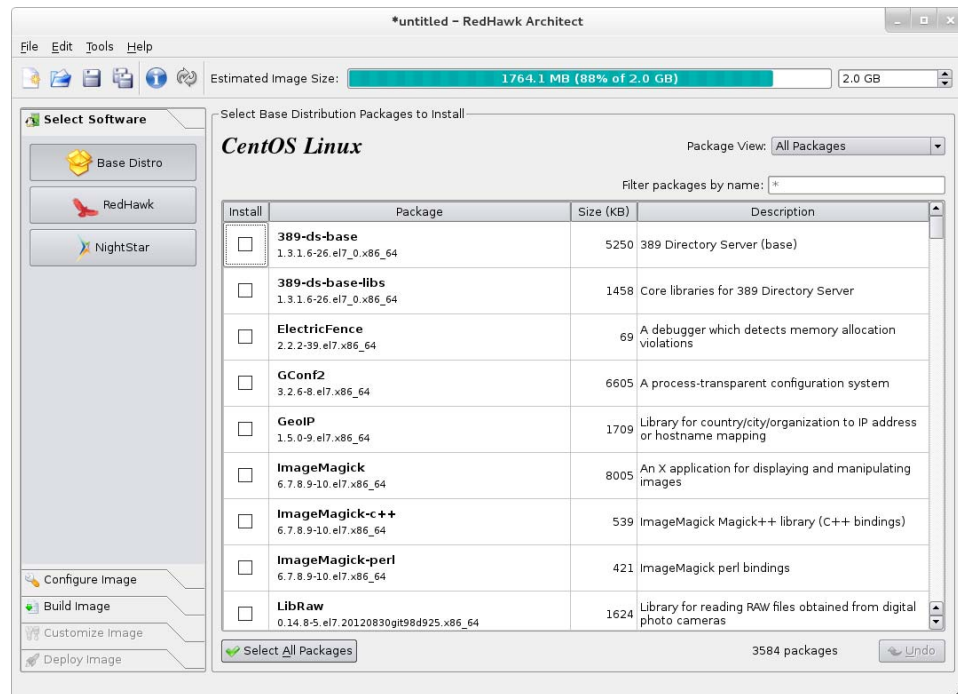 *untitled – RedHawk Architect
File Edit Tools Help
Estimated Image Size: 1764.1 MB (88% of 2.0 GB) 2.0 GB
Select Software
Base Distro
RedHawk
NightStar
Configure Image
Build Image
Customize Image
Deploy Image
Select Base Distribution Packages to Install
CentOS Linux
Package View: All Packages
Filter packages by name: *
Install Package Size (KB) Description
389-ds-base
1.3.1.6-26.el7_0.x86_64
5250 389 Directory Server (base)
389-ds-base-libs
1.3.1.6-26.el7_0.x86_64
1458 Core libraries for 389 Directory Server
ElectricFence
2.2.2-39.el7.x86_64
69 A debugger which detects memory allocation
violations
GConf2
3.2.6-8.el7.x86_64
6605 A process-transparent configuration system
GeoIP
1.5.0-9.el7.x86_64
1709 Library for country/city/organization to IP address
or hostname mapping
ImageMagick
6.7.8.9-10.el7.x86_64
8005 An X application for displaying and manipulating
images
ImageMagick-c++
6.7.8.9-10.el7.x86_64
539 ImageMagick Magick++ library (C++ bindings)
ImageMagick-perl
6.7.8.9-10.el7.x86_64
421 ImageMagick perl bindings
LibRaw
0.14.8-5.el7.20120830git98d925.x86_64
1624 Library for reading RAW files obtained from digital
photo cameras
Select All Packages
3584 packages
Undo